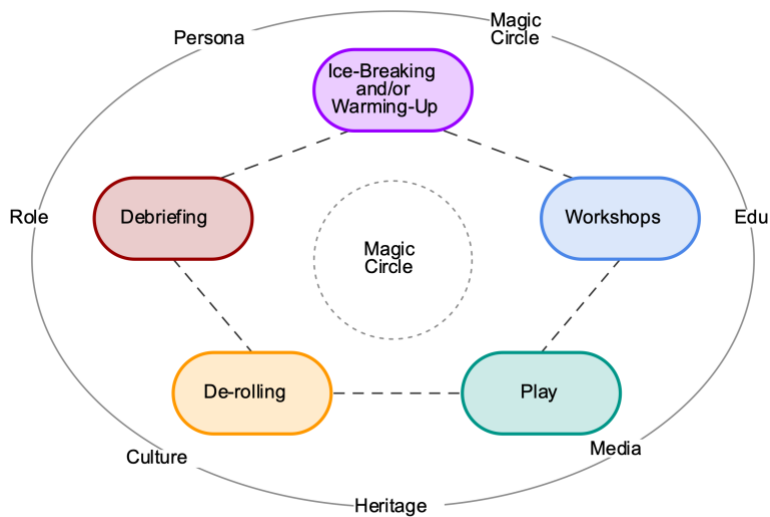 Persona
Magic
Circle
Ice-Breaking
and/or
Warming-Up
Role
Debriefing
Workshops
Edu
Magic
Circle
De-rolling
Play
Culture
Media
Heritage